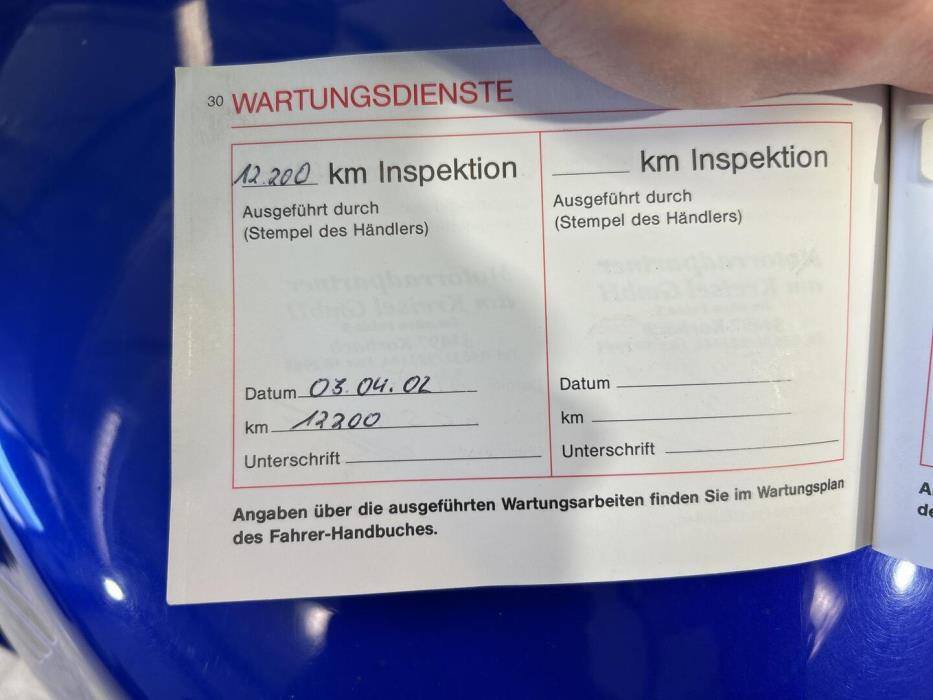 30 WARTUNGSDIENSTE
12.200 km Inspektion
Ausgeführt durch
(Stempel des Händlers)
Datum 03.04.02
km 12200
Unterschrift
km Inspektion
Ausgeführt durch
(Stempel des Händlers)
Datum
km
Unterschrift
Angaben über die ausgeführten Wartungsarbeiten finden Sie im Wartungsplan
des Fahrer-Handbuches.